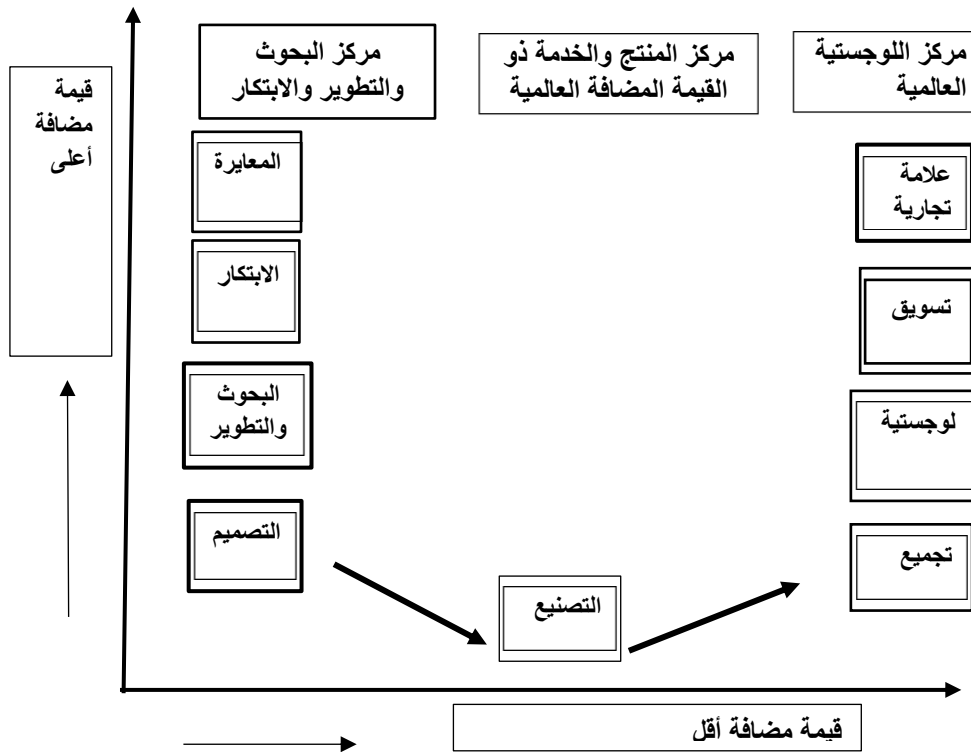 مركز البحوث
والتطوير والابتكار
مركز المنتج والخدمة ذو
القيمة المضافة العالمية
مركز اللوجستية
العالمية
قيمة
مضافة
أعلى
المعايرة
علامة
تجارية
الابتكار
تسويق
البحوث
والتطوير
لوجستية
التصميم
تجميع
التصنيع
قيمة مضافة أقل